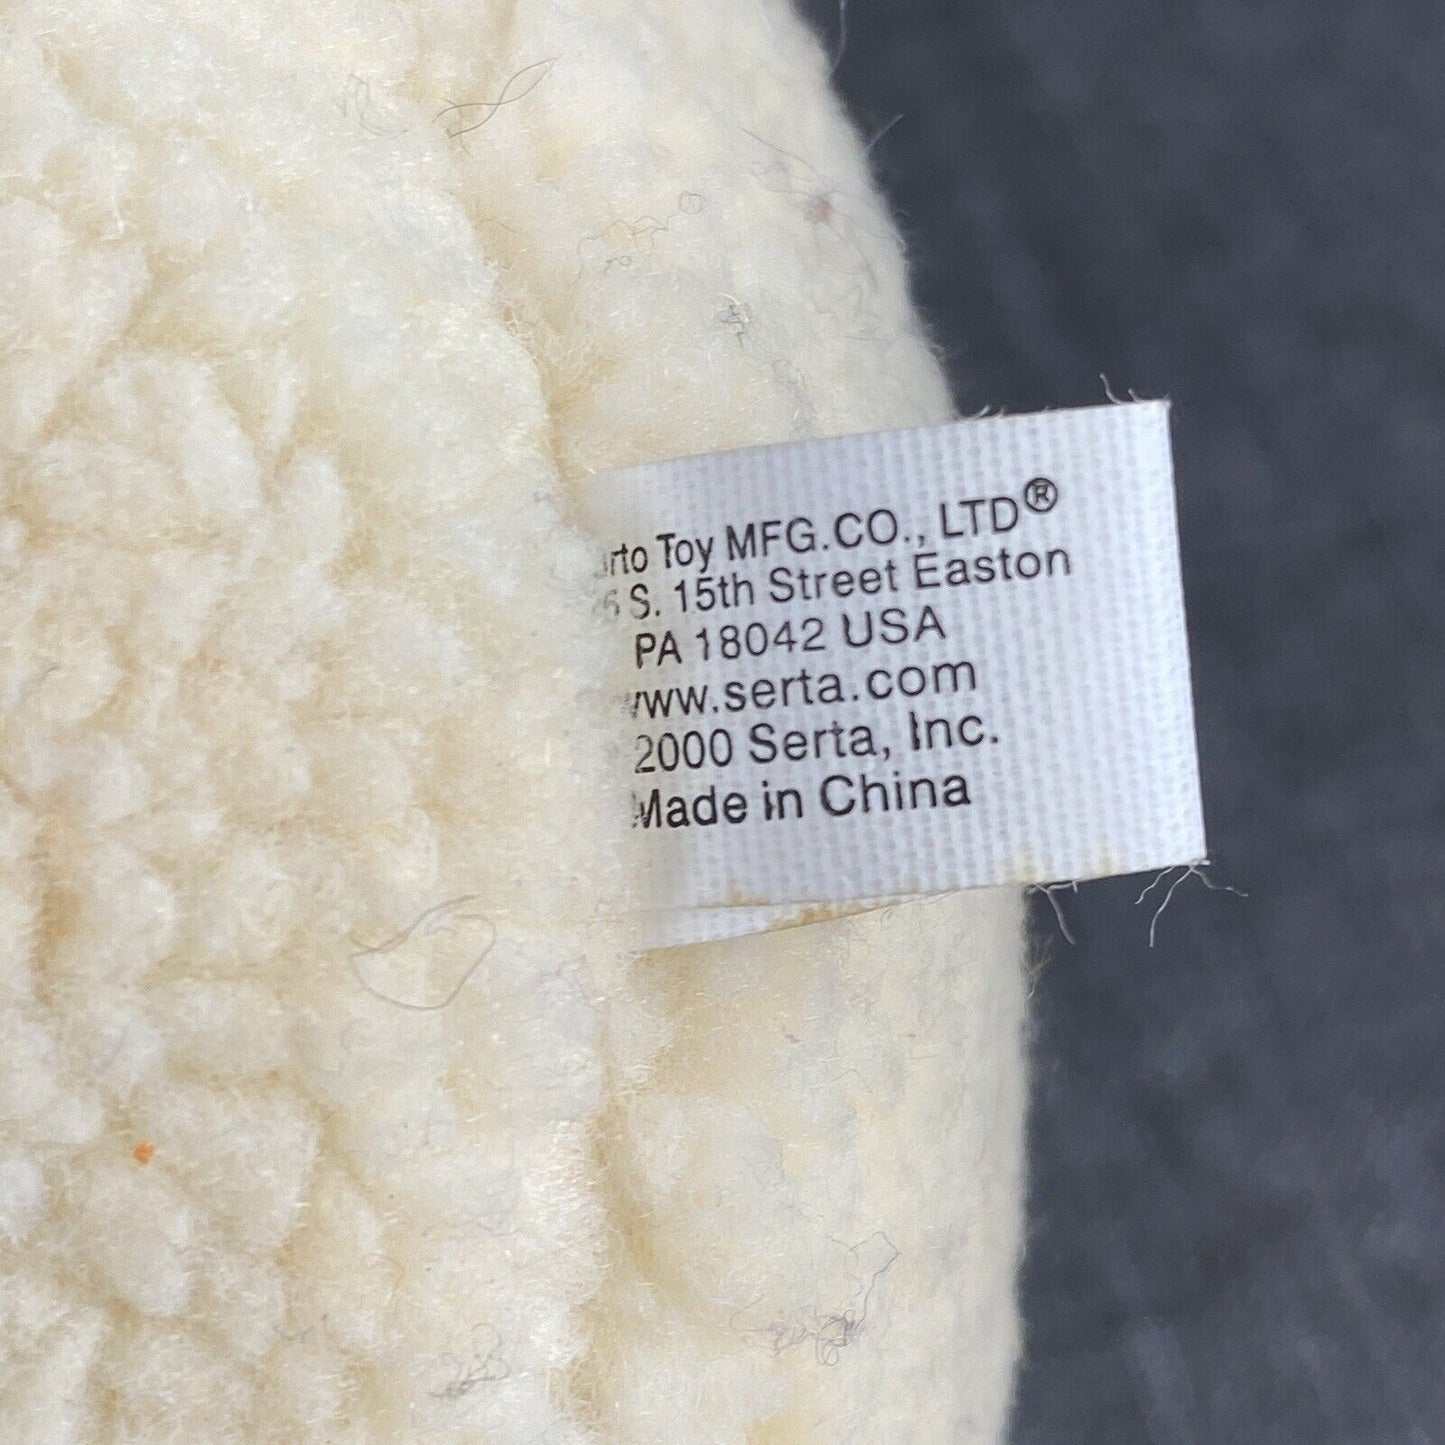 Toy MFG.CO., LTD®
S. 15th Street Easton
PA 18042 USA
www.serta.com
2000 Serta, Inc.
Made in China